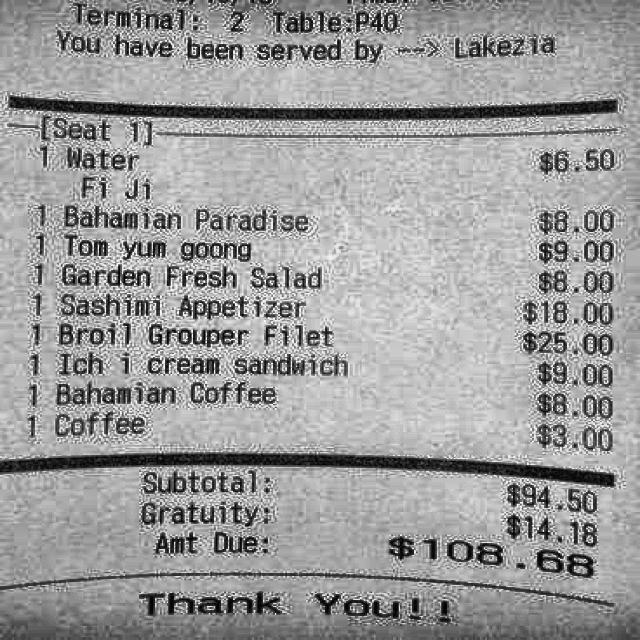 Terminal: 2 Table:P40
You have been served by --> Lakezia
[Seat 1]
1 Water $6.50
Fi Ji
1 Bahamian Paradise $8.00
1 Tom yum goong $9.00
1 Garden Fresh Salad $8.00
1 Sashimi Appetizer $18.00
1 Broil Grouper Filet $25.00
1 Ich i cream sandwich $9.00
1 Bahamian Coffee $8.00
1 Coffee $3.00
Subtotal: $94.50
Gratuity: $14.18
Amt Due: $108.68
Thank You!!